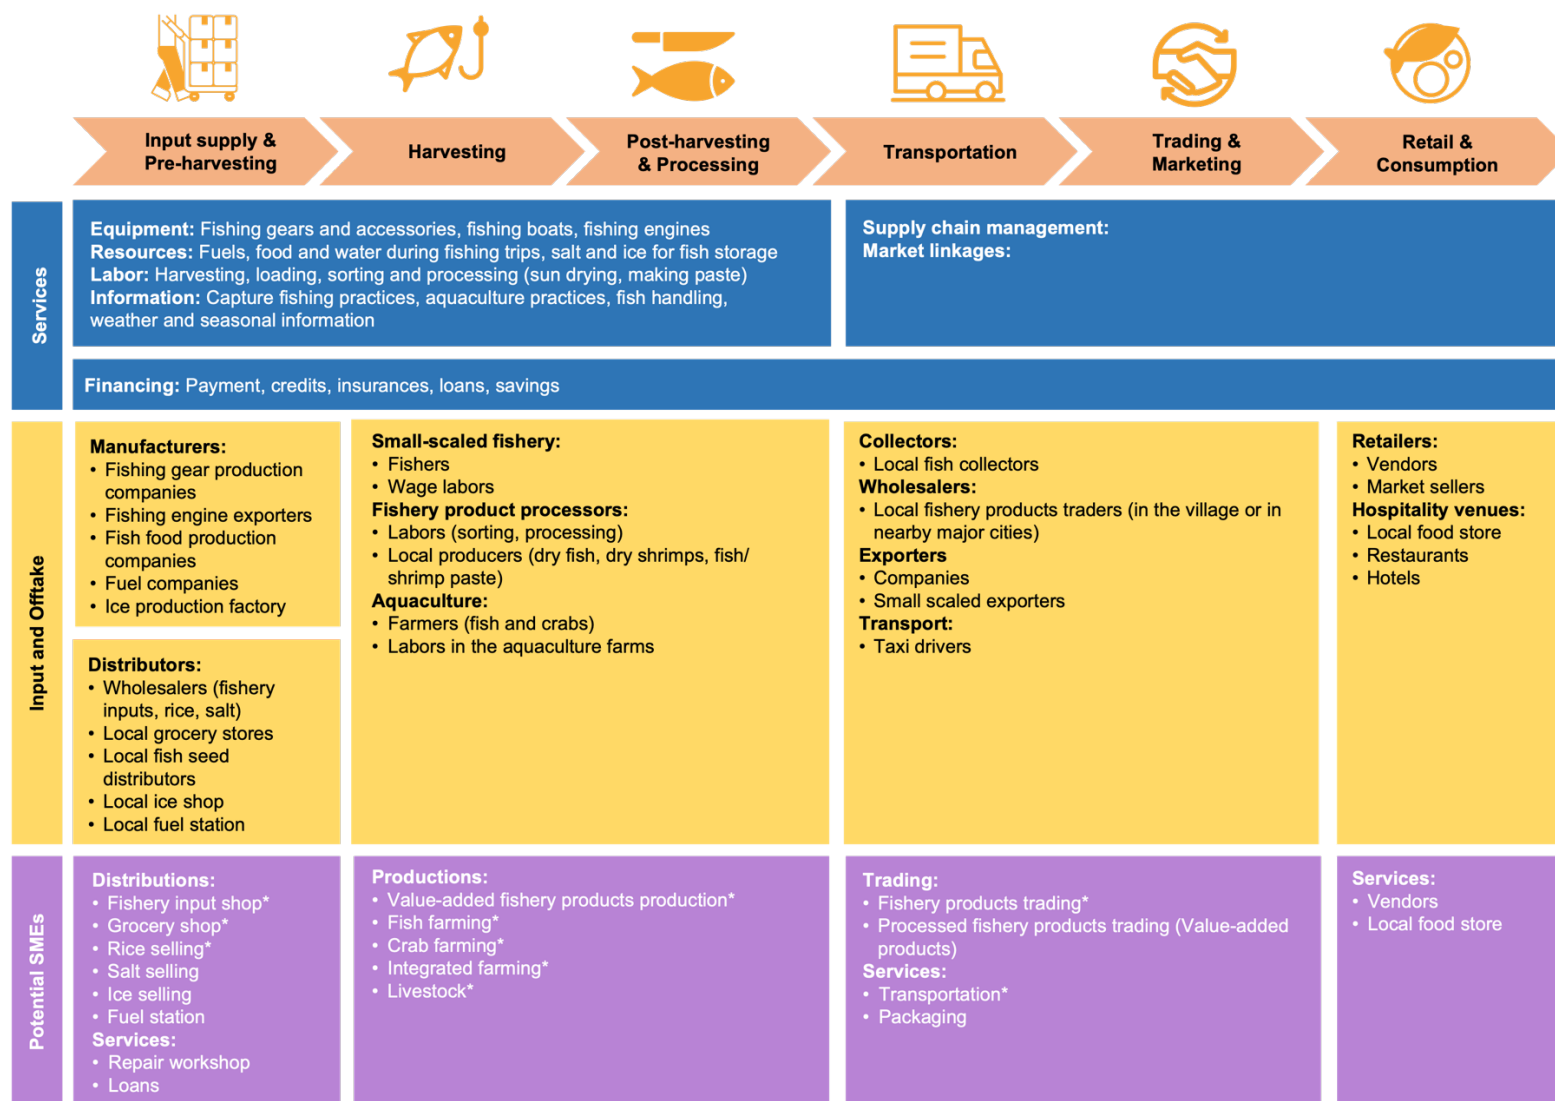 Input supply &
Pre-harvesting
Harvesting
Post-harvesting
& Processing
Transportation
Trading &
Marketing
Retail &
Consumption
Services
Equipment: Fishing gears and accessories, fishing boats, fishing engines
Resources: Fuels, food and water during fishing trips, salt and ice for fish storage
Labor: Harvesting, loading, sorting and processing (sun drying, making paste)
Information: Capture fishing practices, aquaculture practices, fish handling,
weather and seasonal information
Supply chain management:
Market linkages:
Financing: Payment, credits, insurances, loans, savings
Input and Offtake
Manufacturers:
• Fishing gear production
companies
• Fishing engine exporters
• Fish food production
companies
• Fuel companies
• Ice production factory
Distributors:
• Wholesalers (fishery
inputs, rice, salt)
• Local grocery stores
• Local fish seed
distributors
• Local ice shop
• Local fuel station
Small-scaled fishery:
• Fishers
• Wage labors
Fishery product processors:
• Labors (sorting, processing)
• Local producers (dry fish, dry shrimps, fish/
shrimp paste)
Aquaculture:
• Farmers (fish and crabs)
• Labors in the aquaculture farms
Collectors:
• Local fish collectors
Wholesalers:
• Local fishery products traders (in the village or in
nearby major cities)
Exporters
• Companies
• Small scaled exporters
Transport:
• Taxi drivers
Retailers:
• Vendors
• Market sellers
Hospitality venues:
• Local food store
• Restaurants
• Hotels
Potential SMEs
Distributions:
• Fishery input shop*
• Grocery shop*
• Rice selling*
• Salt selling
• Ice selling
• Fuel station
Services:
• Repair workshop
• Loans
Productions:
• Value-added fishery products production*
• Fish farming*
• Crab farming*
• Integrated farming*
• Livestock*
Trading:
• Fishery products trading*
• Processed fishery products trading (Value-added
products)
Services:
• Transportation*
• Packaging
Services:
• Vendors
• Local food store